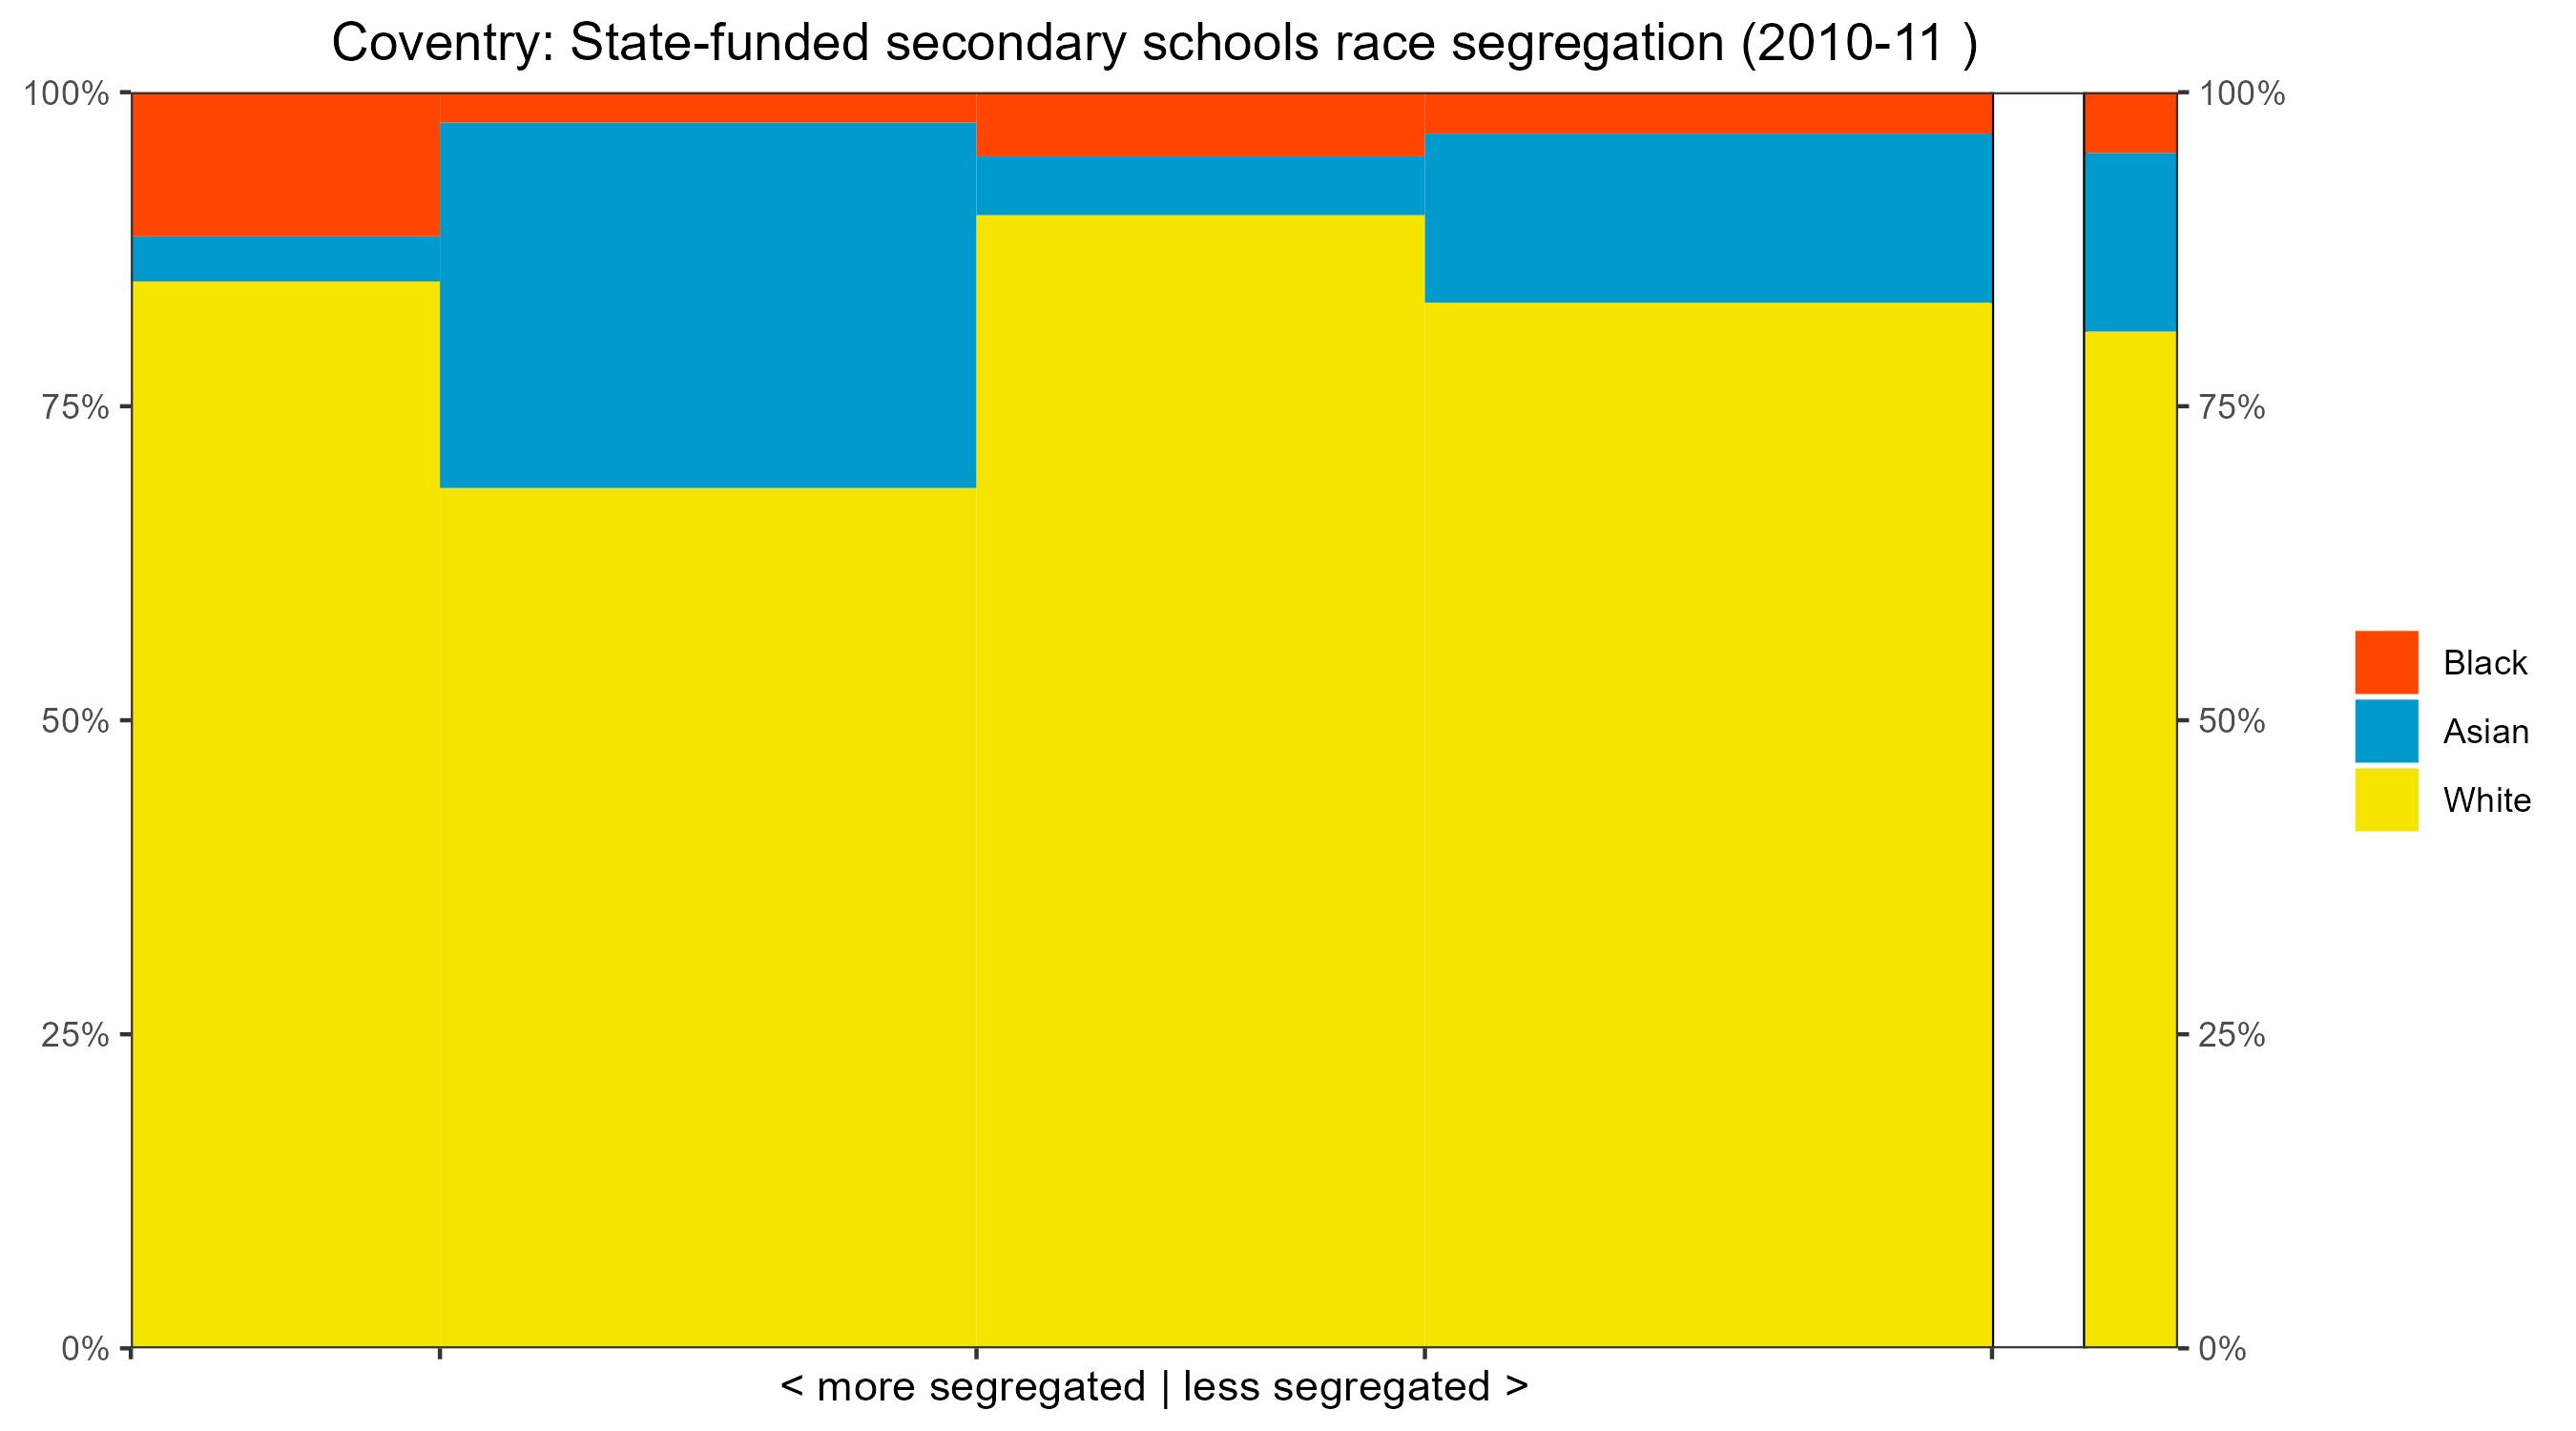 Coventry: State-funded secondary schools race segregation (2010-11 )
100%
75%
50%
25%
0%
100%
75%
50%
25%
0%
Black
Asian
White
< more segregated | less segregated >